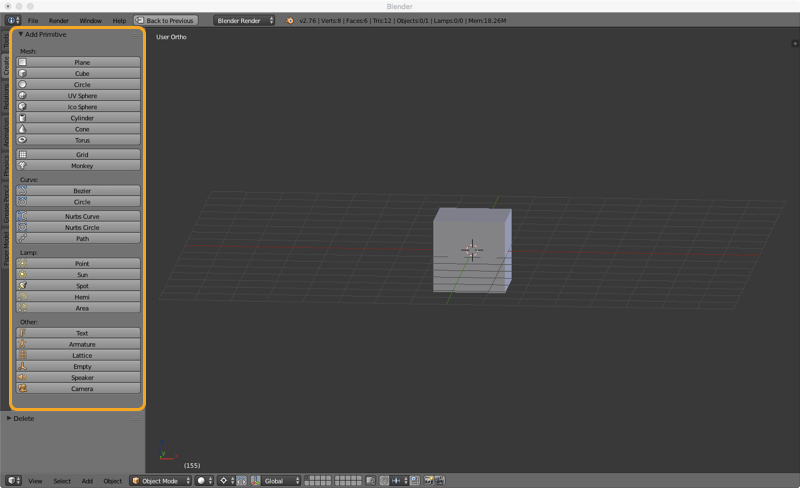 Blender
File Render Window Help Back to Previous Blender Render v2.76 | Verts:8 | Faces:6 | Tris:12 | Objects:0/1 | Lamps:0/0 | Mem:18.26M
Tools
Create
Relations
Animation
Physics
Grease Pencil
Paper Model
Add Primitive
Mesh:
Plane
Cube
Circle
UV Sphere
Ico Sphere
Cylinder
Cone
Torus
Grid
Monkey
Curve:
Bezier
Circle
Nurbs Curve
Nurbs Circle
Path
Lamp:
Point
Sun
Spot
Hemi
Area
Other:
Text
Armature
Lattice
Empty
Speaker
Camera
Delete
User Ortho
(155)
View Select Add Object Object Mode Global